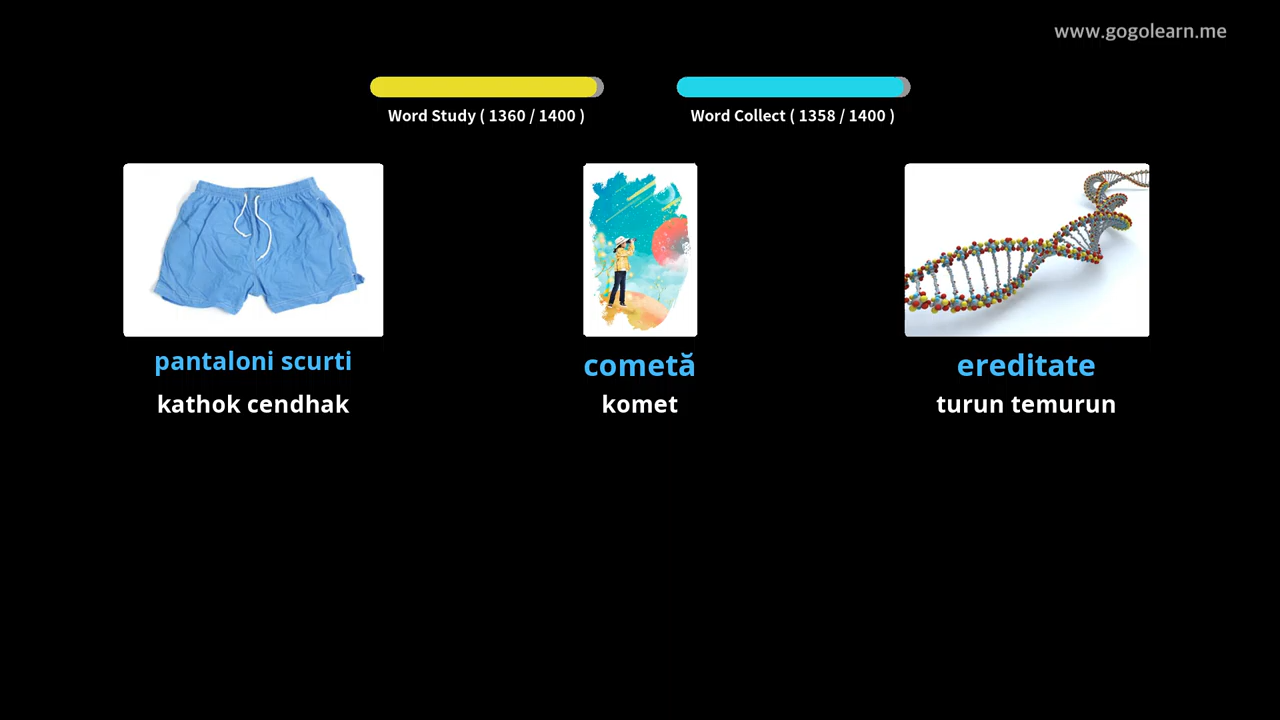 www.gogolearn.me
Word Study ( 1360 / 1400 )
Word Collect ( 1358 / 1400 )
pantaloni scurti
cometă
ereditate
kathok cendhak
komet
turun temurun